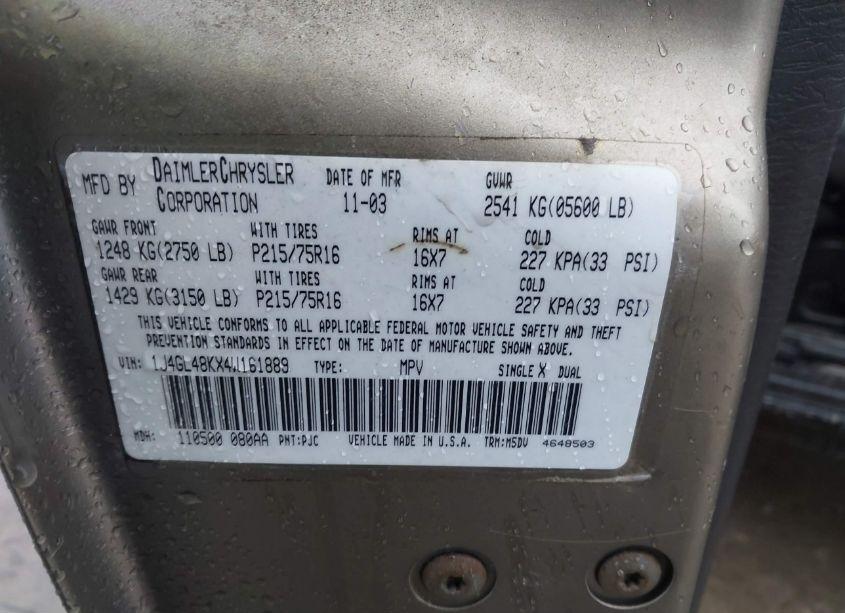 MFD BY DAIMLERCHRYSLER CORPORATION DATE OF MFR 11-03 GVWR 2541 KG(05600 LB)
GAWR FRONT WITH TIRES RIMS AT COLD
1248 KG(2750 LB) P215/75R16 16X7 227 KPA(33 PSI)
GAWR REAR WITH TIRES RIMS AT COLD
1429 KG(3150 LB) P215/75R16 16X7 227 KPA(33 PSI)
THIS VEHICLE CONFORMS TO ALL APPLICABLE FEDERAL MOTOR VEHICLE SAFETY AND THEFT
PREVENTION STANDARDS IN EFFECT ON THE DATE OF MANUFACTURE SHOWN ABOVE.
VIN: 1J4GL48KX4W161889 TYPE: MPV SINGLE X DUAL
MDH: 110500 080AA PNT:PJC VEHICLE MADE IN U.S.A. TRM:M5DV 4648503